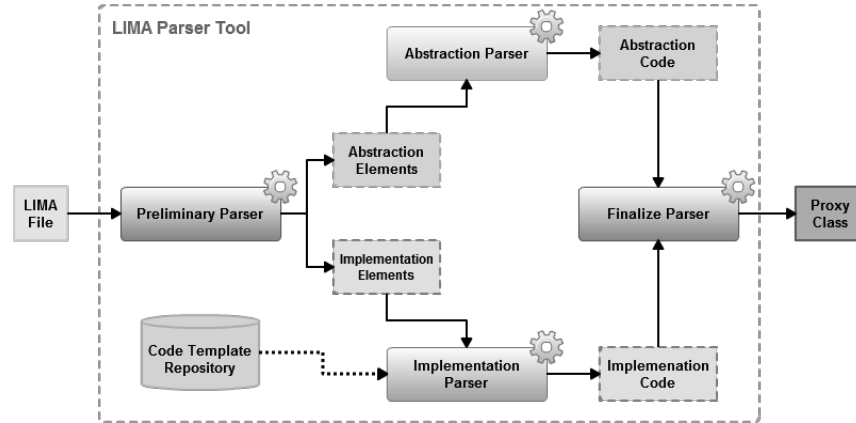 LIMA Parser Tool
Abstraction Parser
Abstraction
Code
Abstraction
Elements
LIMA
File
Preliminary Parser
Finalize Parser
Proxy
Class
Implementation
Elements
Code Template
Repository
Implementation
Parser
Implemenation
Code